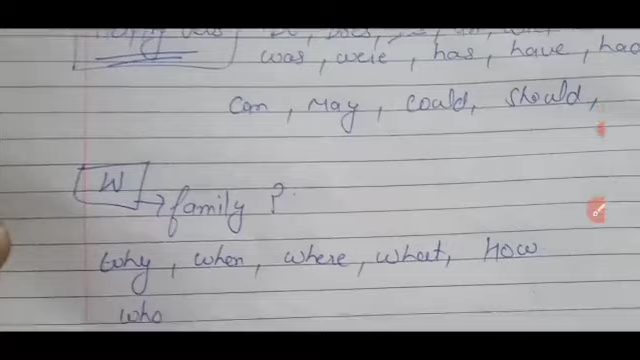 was, were, has, have, had
Can, May, could, should,
W → family ?
why, when, where, what, how
who